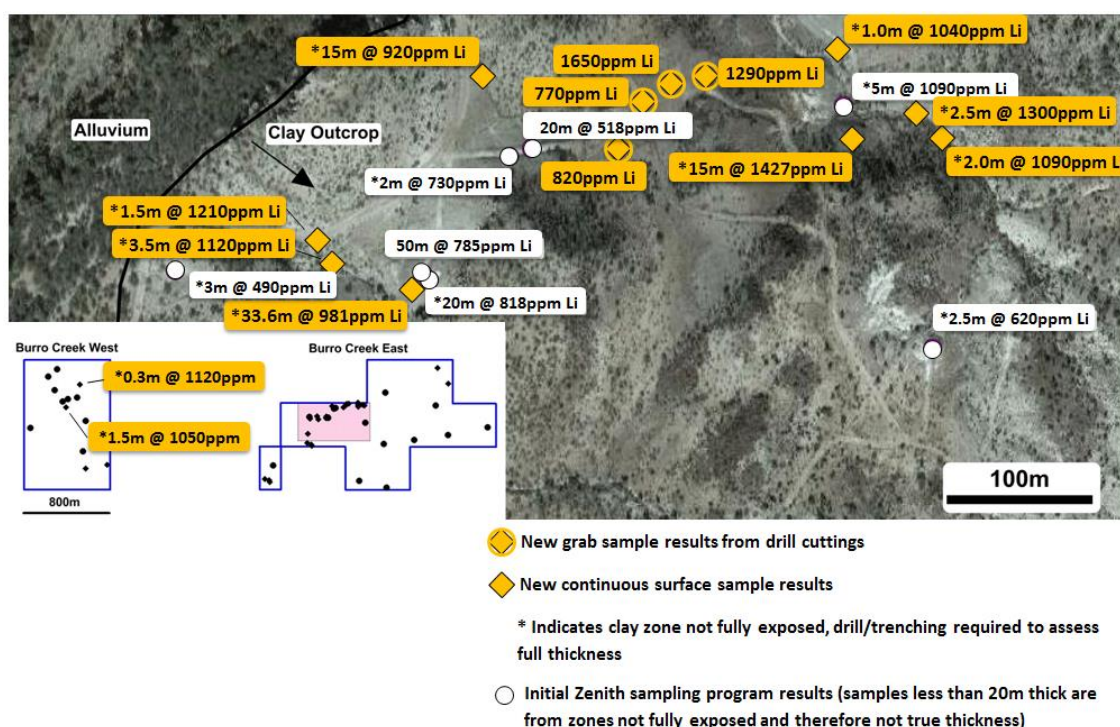 *15m @ 920ppm Li
1650ppm Li
1290ppm Li
*1.0m @ 1040ppm Li
770ppm Li
*5m @ 1090ppm Li
*2.5m @ 1300ppm Li
Alluvium
Clay Outcrop
20m @ 518ppm Li
*2m @ 730ppm Li
820ppm Li
*15m @ 1427ppm Li
*2.0m @ 1090ppm L
*1.5m @ 1210ppm Li
*3.5m @ 1120ppm Li
50m @ 785ppm Li
*3m @ 490ppm Li
*20m @ 818ppm Li
*33.6m @ 981ppm Li
*2.5m @ 620ppm Li
Burro Creek West
Burro Creek East
*0.3m @ 1120ppm
*1.5m @ 1050ppm
800m
100m
New grab sample results from drill cuttings
New continuous surface sample results
* Indicates clay zone not fully exposed, drill/trenching required to assess
full thickness
Initial Zenith sampling program results (samples less than 20m thick are
from zones not fully exposed and therefore not true thickness)